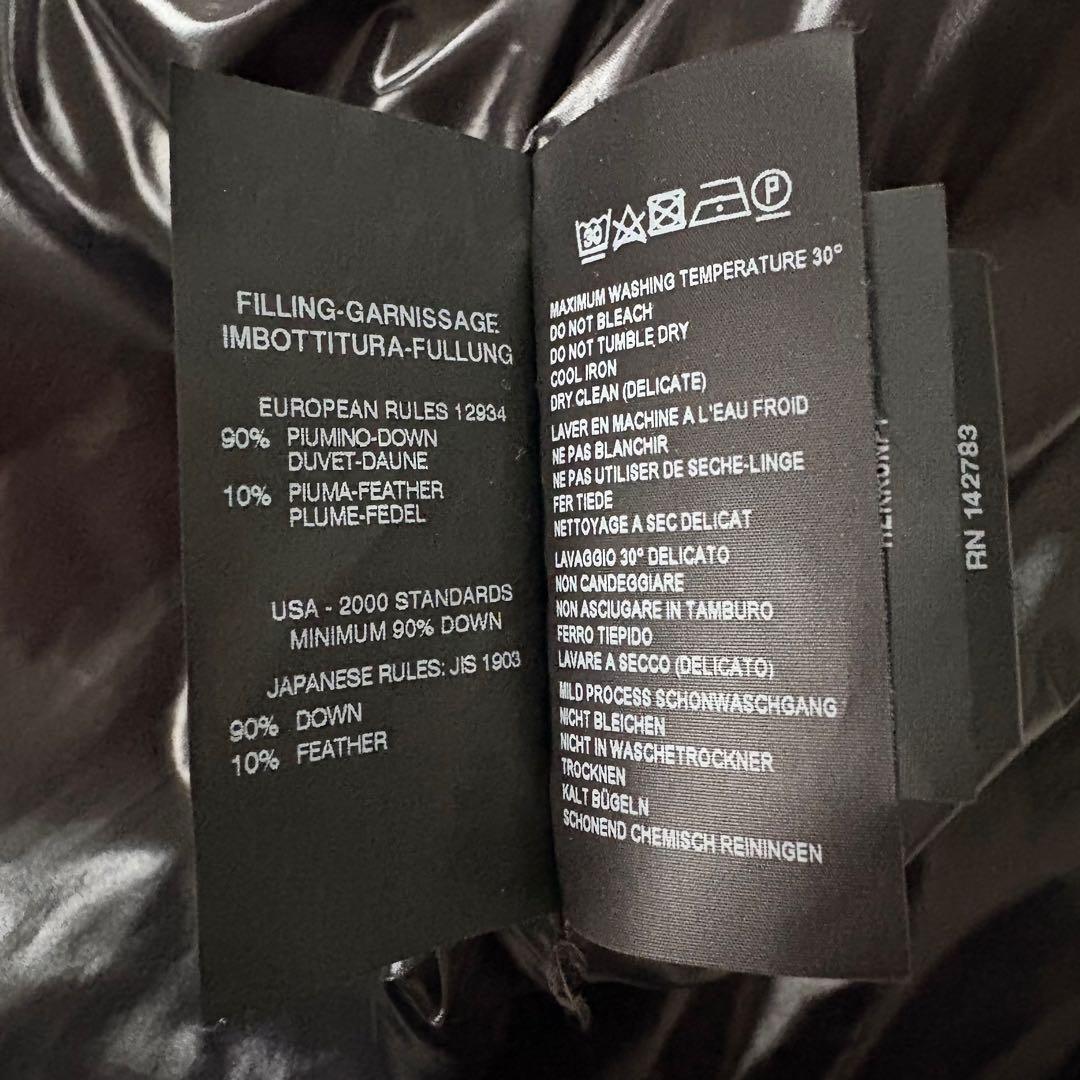 FILLING-GARNISSAGE
IMBOTTITURA-FULLUNG
EUROPEAN RULES 12934
90% PIUMINO-DOWN
DUVET-DAUNE
10% PIUMA-FEATHER
PLUME-FEDEL
USA - 2000 STANDARDS
MINIMUM 90% DOWN
JAPANESE RULES: JIS 1903
90% DOWN
10% FEATHER
30 P
MAXIMUM WASHING TEMPERATURE 30°
DO NOT BLEACH
DO NOT TUMBLE DRY
COOL IRON
DRY CLEAN (DELICATE)
LAVER EN MACHINE A L'EAU FROID
NE PAS BLANCHIR
NE PAS UTILISER DE SECHE-LINGE
FER TIEDE
NETTOYAGE A SEC DELICAT
LAVAGGIO 30° DELICATO
NON CANDEGGIARE
NON ASCIUGARE IN TAMBURO
FERRO TIEPIDO
LAVARE A SECCO (DELICATO)
MILD PROCESS SCHONWASCHGANG
NICHT BLEICHEN
NICHT IN WASCHETROCKNER
TROCKNEN
KALT BÜGELN
SCHONEND CHEMISCH REININGEN
RN 142783